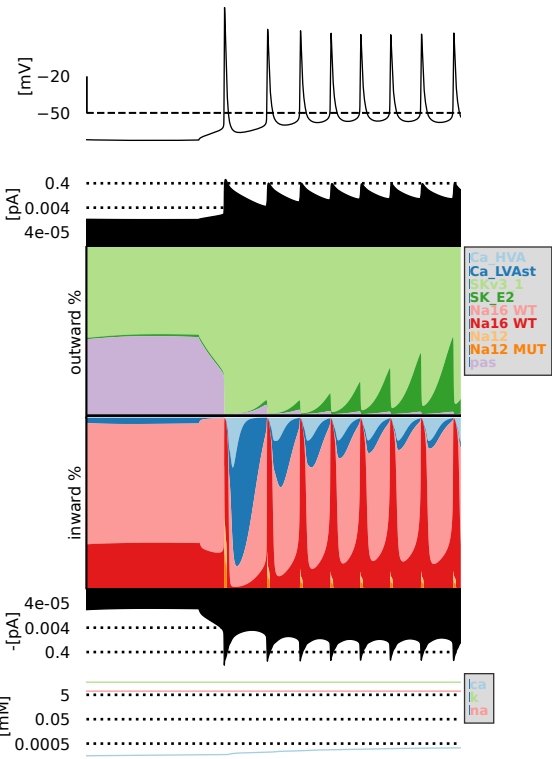 [mV]
−20
−50
[pA]
0.4
0.004
4e-05
outward %
Ca_HVA
Ca_LVAst
SKv3_1
SK_E2
Na16 WT
Na16 WT
Na12
Na12 MUT
pas
inward %
-[pA]
4e-05
0.004
0.4
[mM]
5
0.05
0.0005
ca
k
na